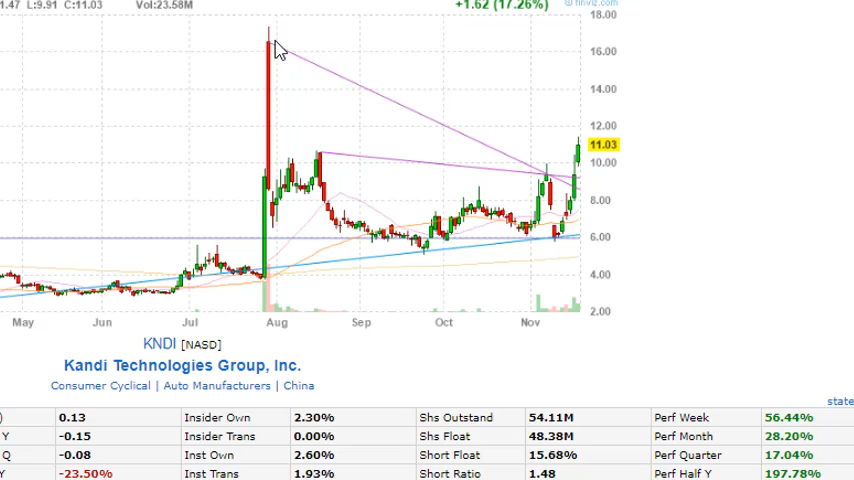 1.47 L:9.91 C:11.03 Vol:23.58M +1.62 (17.26%) © finviz.com
18.00
16.00
14.00
12.00
11.03
10.00
8.00
6.00
4.00
2.00
May Jun Jul Aug Sep Oct Nov
KNDI [NASD]
Kandi Technologies Group, Inc.
Consumer Cyclical | Auto Manufacturers | China
state
) 0.13 Insider Own 2.30% Shs Outstand 54.11M Perf Week 56.44%
Y -0.15 Insider Trans 0.00% Shs Float 48.38M Perf Month 28.20%
Q -0.08 Inst Own 2.60% Short Float 15.68% Perf Quarter 17.04%
Y -23.50% Inst Trans 1.93% Short Ratio 1.48 Perf Half Y 197.78%